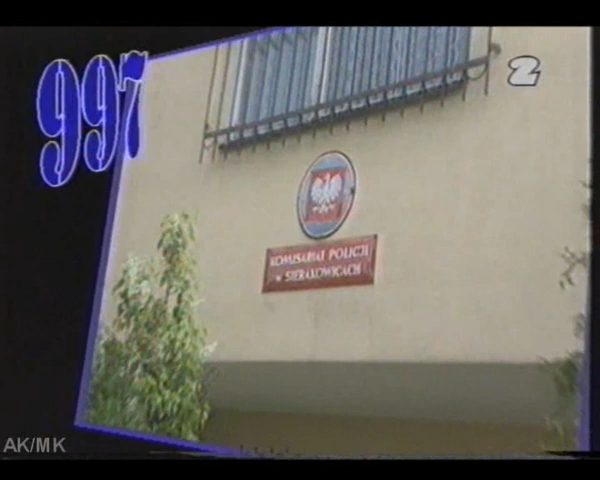 997
2
KOMISARIAT POLICJI
w SIERAKOWICACH
AK/MK